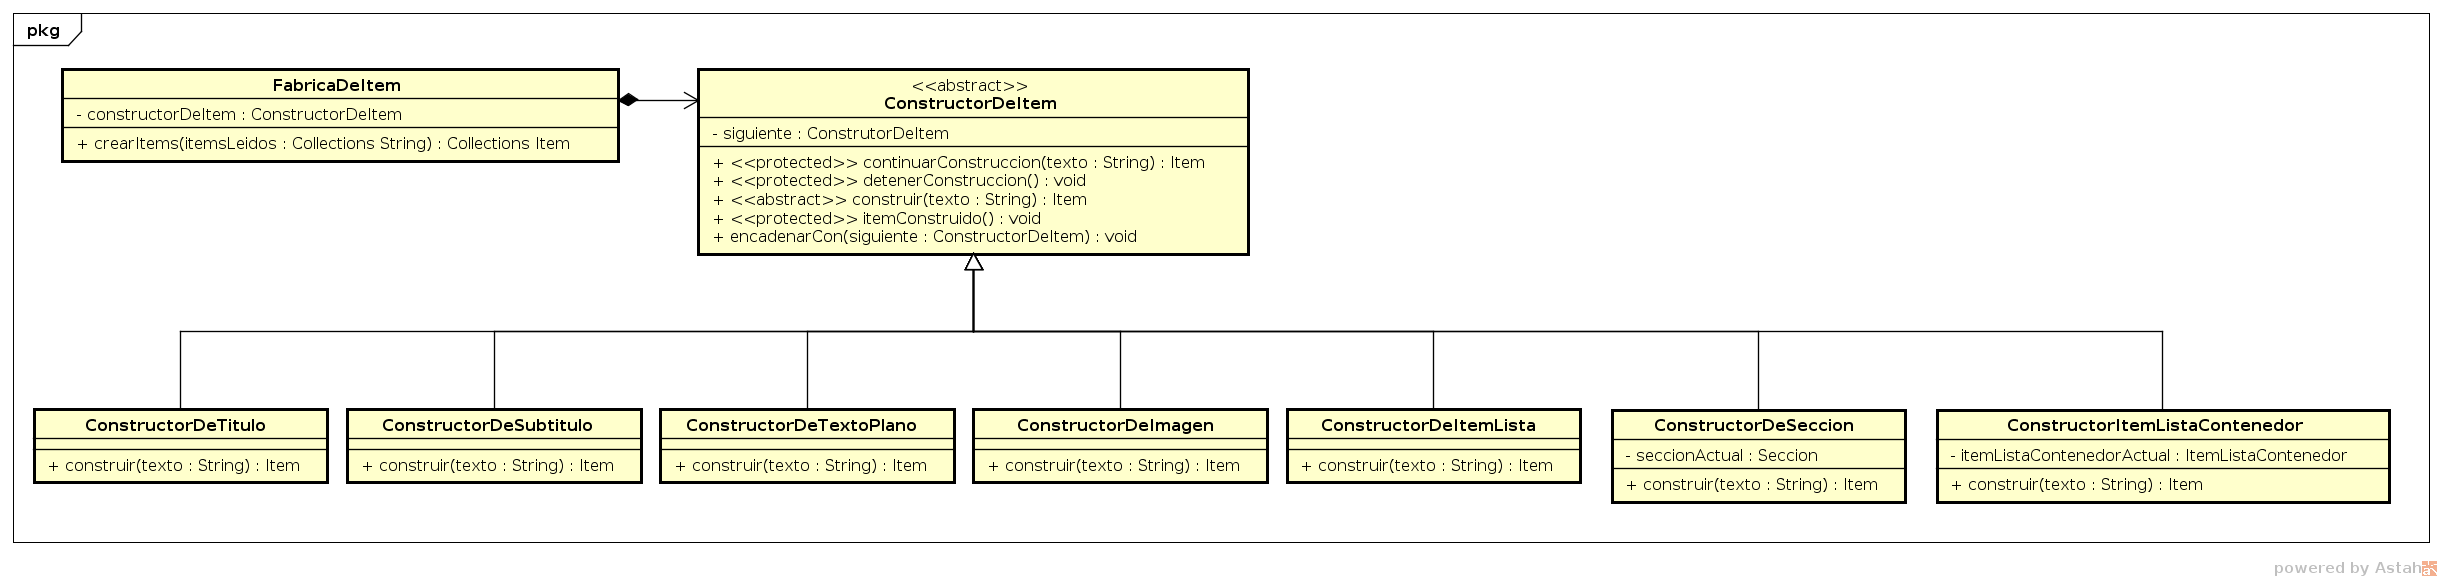 pkg
FabricaDeItem
- constructorDeItem : ConstructorDeItem
+ crearItems(itemsLeidos : Collections String) : Collections Item
<<abstract>>
ConstructorDeItem
- siguiente : ConstrutorDeItem
+ <<protected>> continuarConstruccion(texto : String) : Item
+ <<protected>> detenerConstruccion() : void
+ <<abstract>> construir(texto : String) : Item
+ <<protected>> itemConstruido() : void
+ encadenarCon(siguiente : ConstructorDeItem) : void
ConstructorDeTitulo
+ construir(texto : String) : Item
ConstructorDeSubtitulo
+ construir(texto : String) : Item
ConstructorDeTextoPlano
+ construir(texto : String) : Item
ConstructorDeImagen
+ construir(texto : String) : Item
ConstructorDeItemLista
+ construir(texto : String) : Item
ConstructorDeSeccion
- seccionActual : Seccion
+ construir(texto : String) : Item
ConstructorItemListaContenedor
- itemListaContenedorActual : ItemListaContenedor
+ construir(texto : String) : Item
powered by Astah